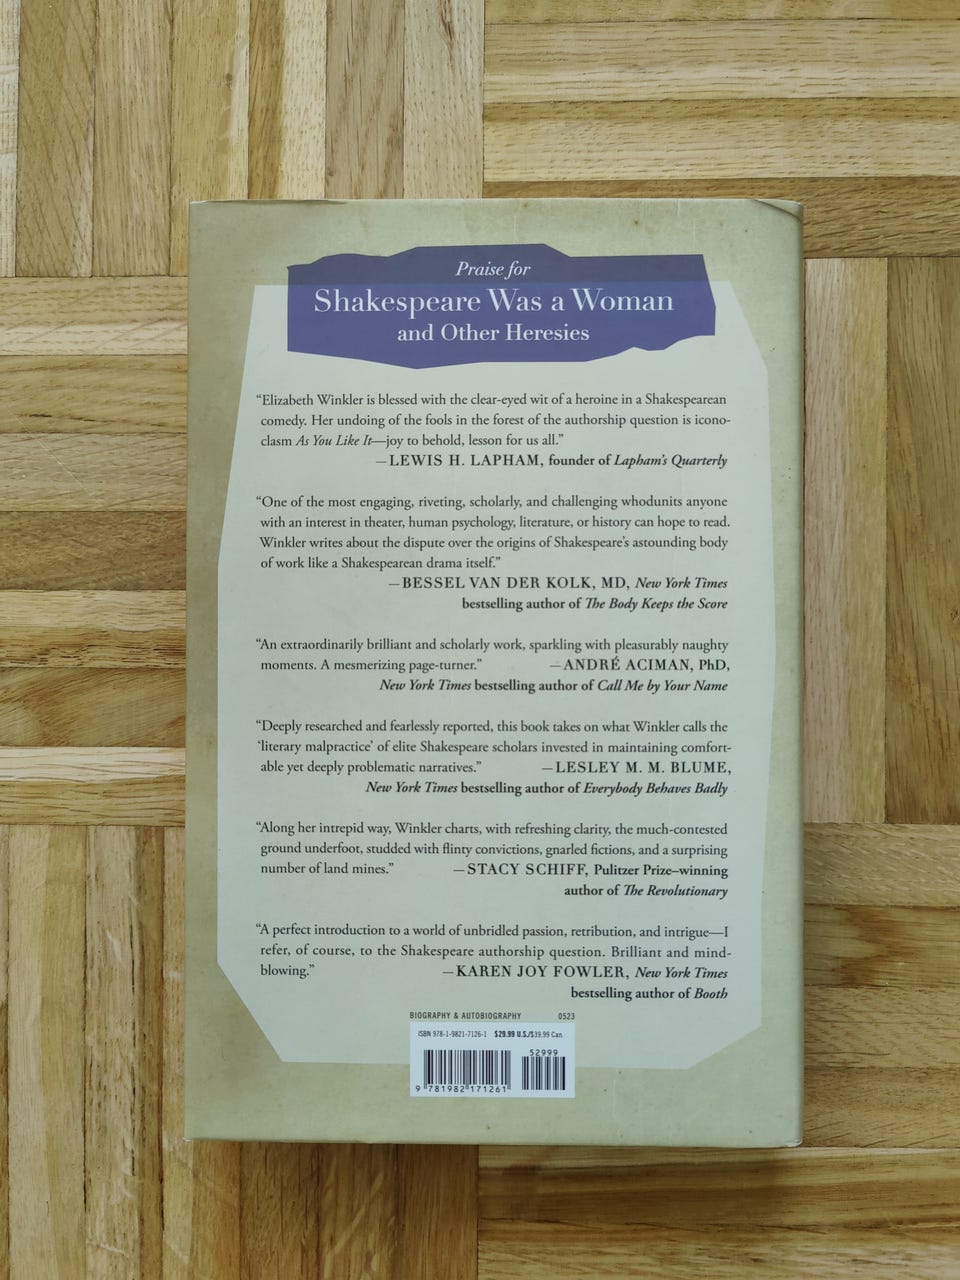 Praise for
Shakespeare Was a Woman
and Other Heresies
“Elizabeth Winkler is blessed with the clear-eyed wit of a heroine in a Shakespearean
comedy. Her undoing of the fools in the forest of the authorship question is icono-
clasm As You Like It—joy to behold, lesson for us all.”
—LEWIS H. LAPHAM, founder of Lapham’s Quarterly
“One of the most engaging, riveting, scholarly, and challenging whodunits anyone
with an interest in theater, human psychology, literature, or history can hope to read.
Winkler writes about the dispute over the origins of Shakespeare’s astounding body
of work like a Shakespearean drama itself.”
—BESSEL VAN DER KOLK, MD, New York Times
bestselling author of The Body Keeps the Score
“An extraordinarily brilliant and scholarly work, sparkling with pleasurably naughty
moments. A mesmerizing page-turner.” —ANDRÉ ACIMAN, PhD,
New York Times bestselling author of Call Me by Your Name
“Deeply researched and fearlessly reported, this book takes on what Winkler calls the
‘literary malpractice’ of elite Shakespeare scholars invested in maintaining comfort-
able yet deeply problematic narratives.” —LESLEY M. M. BLUME,
New York Times bestselling author of Everybody Behaves Badly
“Along her intrepid way, Winkler charts, with refreshing clarity, the much-contested
ground underfoot, studded with flinty convictions, gnarled fictions, and a surprising
number of land mines.” —STACY SCHIFF, Pulitzer Prize–winning
author of The Revolutionary
“A perfect introduction to a world of unbridled passion, retribution, and intrigue—I
refer, of course, to the Shakespeare authorship question. Brilliant and mind-
blowing.” —KAREN JOY FOWLER, New York Times
bestselling author of Booth
BIOGRAPHY & AUTOBIOGRAPHY 0523
ISBN 978-1-9821-7126-1 $29.99 U.S./$39.99 Can.
52999
9 781982 171261